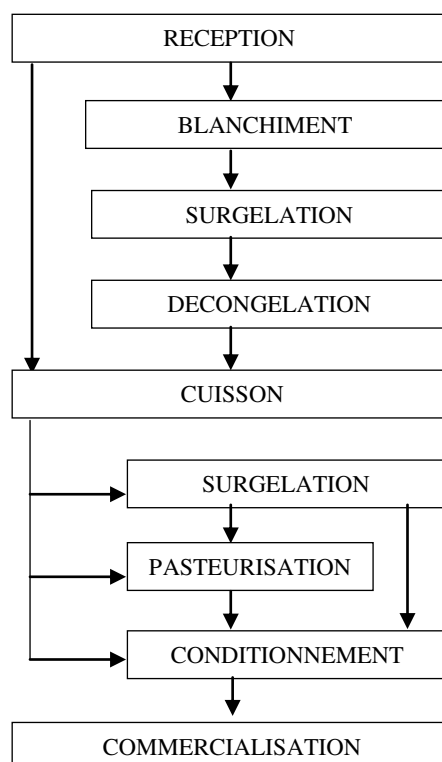 RECEPTION
BLANCHIMENT
SURGELATION
DECONGELATION
CUISSON
SURGELATION
PASTEURISATION
CONDITIONNEMENT
COMMERCIALISATION